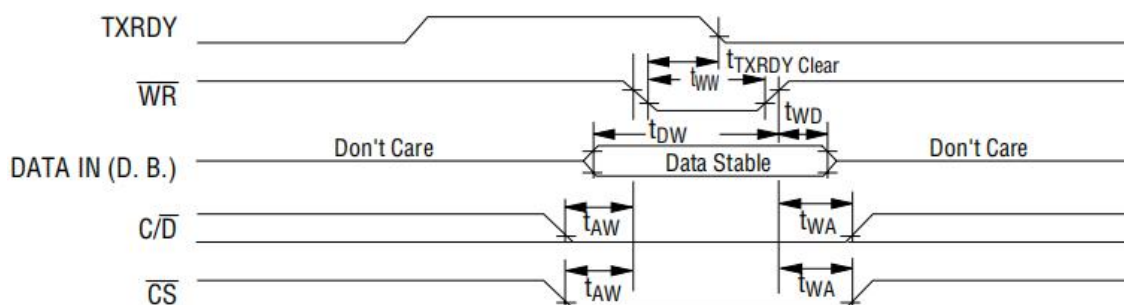 TXRDY
tTXRDY Clear
WR
tWW
tWD
tDW
DATA IN (D. B.)
Don't Care
Data Stable
Don't Care
C/D
tAW
tWA
CS
tAW
tWA